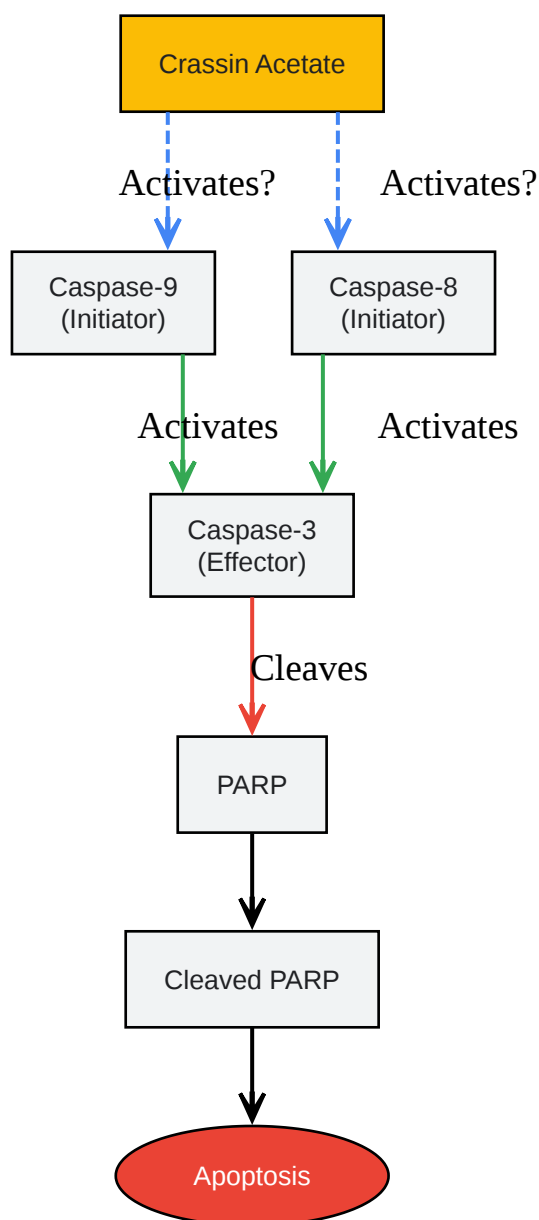 Crassin Acetate
Activates?
Activates?
Caspase-9
(Initiator)
Caspase-8
(Initiator)
Activates
Activates
Caspase-3
(Effector)
Cleaves
PARP
Cleaved PARP
Apoptosis